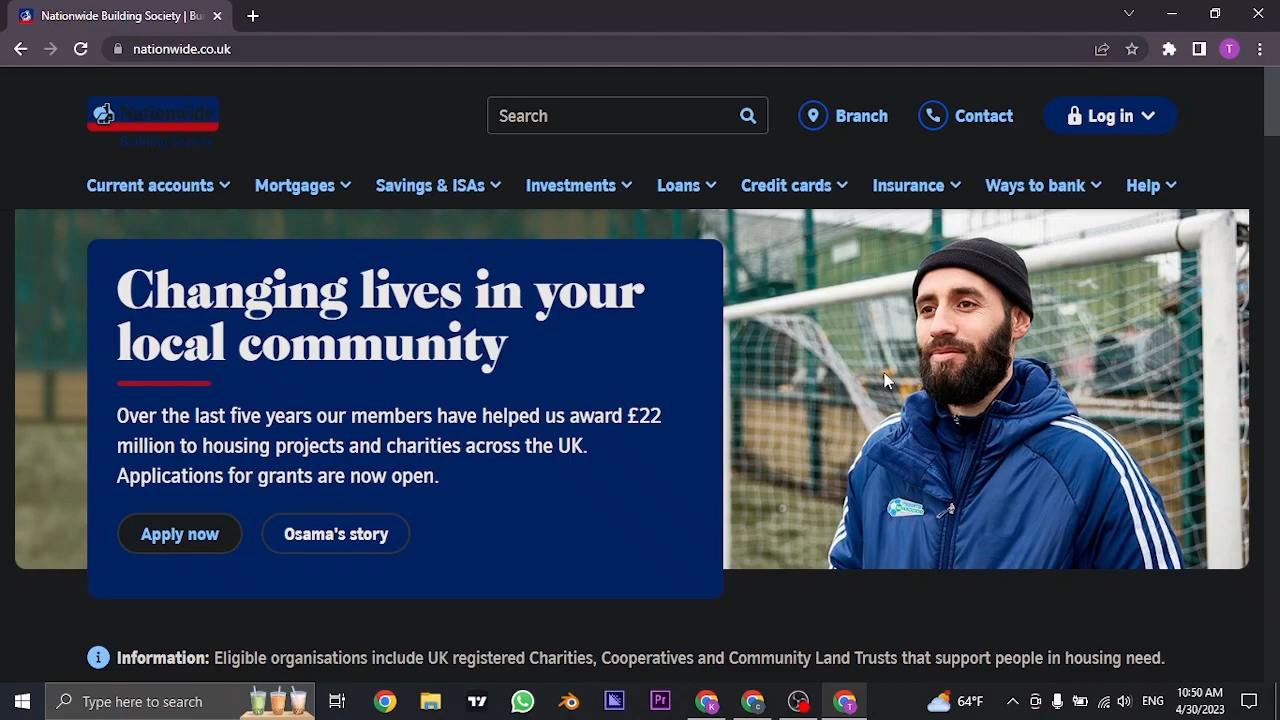 Nationwide Building Society | Bu
nationwide.co.uk
T
Nationwide
Building Society
Search
Branch
Contact
Log in
Current accounts
Mortgages
Savings & ISAs
Investments
Loans
Credit cards
Insurance
Ways to bank
Help
Changing lives in your
local community
Over the last five years our members have helped us award £22
million to housing projects and charities across the UK.
Applications for grants are now open.
Apply now
Osama's story
Information: Eligible organisations include UK registered Charities, Cooperatives and Community Land Trusts that support people in housing need.
Type here to search
Pr
K
C
T
64°F
ENG
10:50 AM
4/30/2023